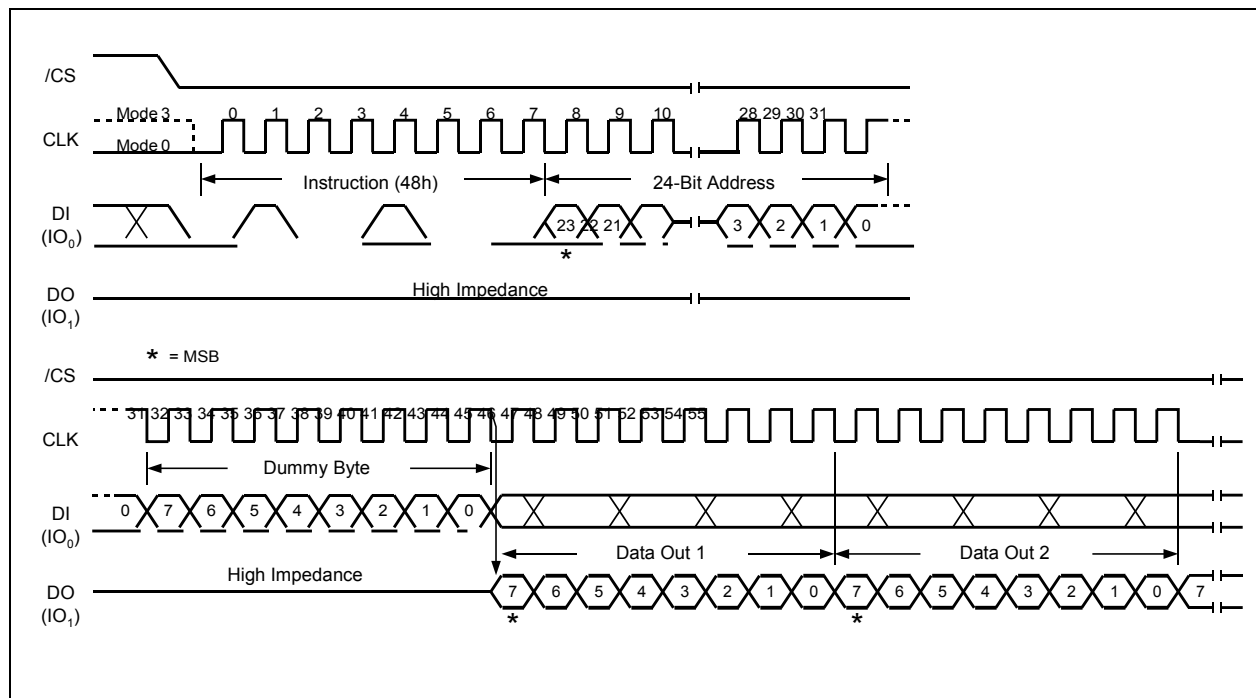 /CS
Mode 3 0 1 2 3 4 5 6 7 8 9 10 28 29 30 31
CLK
Mode 0
Instruction (48h) 24-Bit Address
DI
(IO0)
23 22 21 3 2 1 0
*
High Impedance
DO
(IO1)
* = MSB
/CS
31 32 33 34 35 36 37 38 39 40 41 42 43 44 45 46 47 48 49 50 51 52 53 54 55
CLK
Dummy Byte
DI
(IO0)
0 7 6 5 4 3 2 1 0
Data Out 1 Data Out 2
High Impedance
DO
(IO1)
7 6 5 4 3 2 1 0 7 6 5 4 3 2 1 0 7
* *